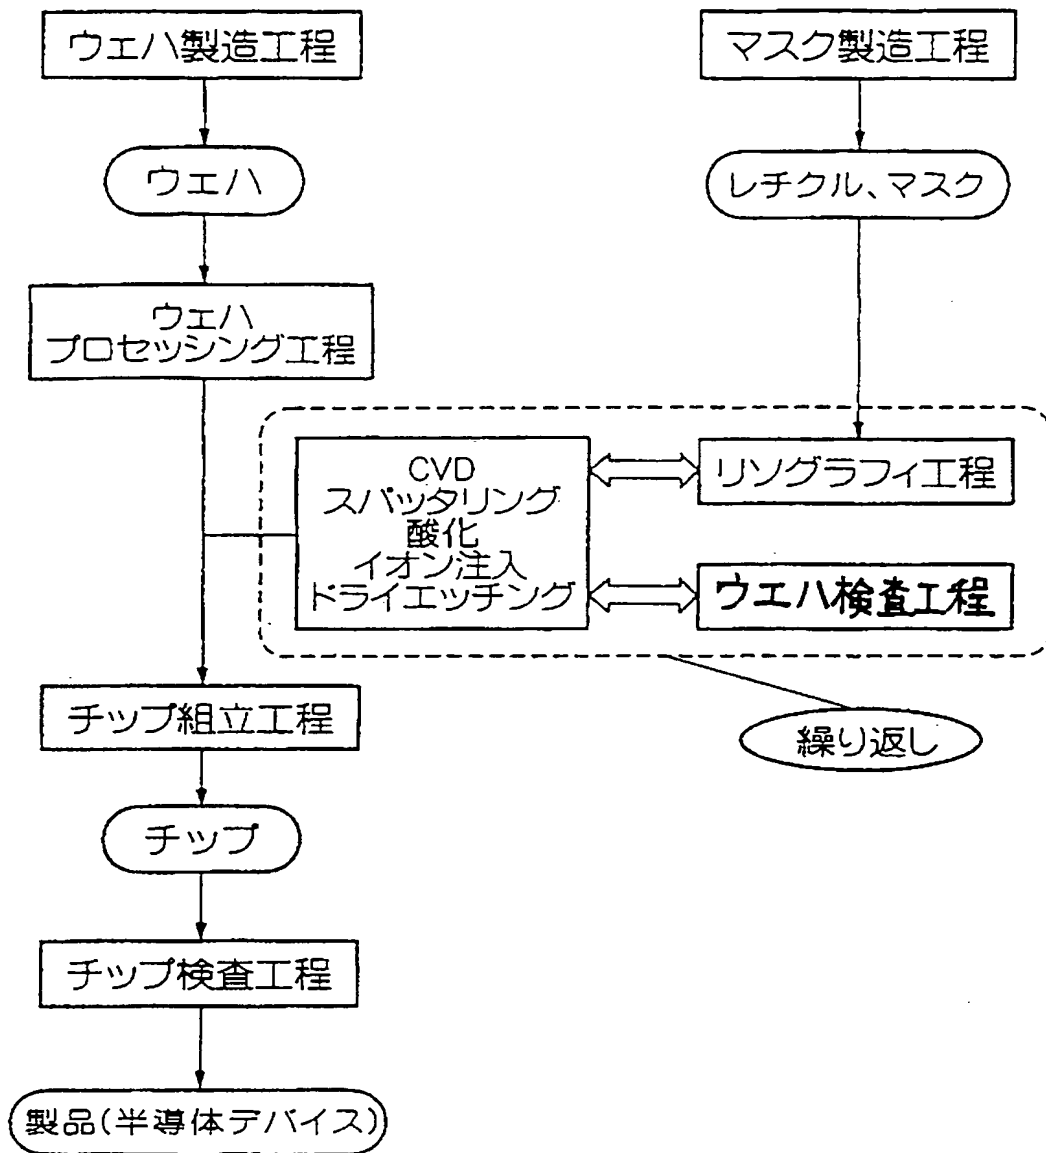 ウェハ製造工程
マスク製造工程
ウェハ
レチクル、マスク
ウェハ
プロセッシング工程
CVD
スパッタリング
酸化
イオン注入
ドライエッチング
リソグラフィ工程
ウエハ検査工程
チップ組立工程
繰り返し
チップ
チップ検査工程
製品(半導体デバイス)